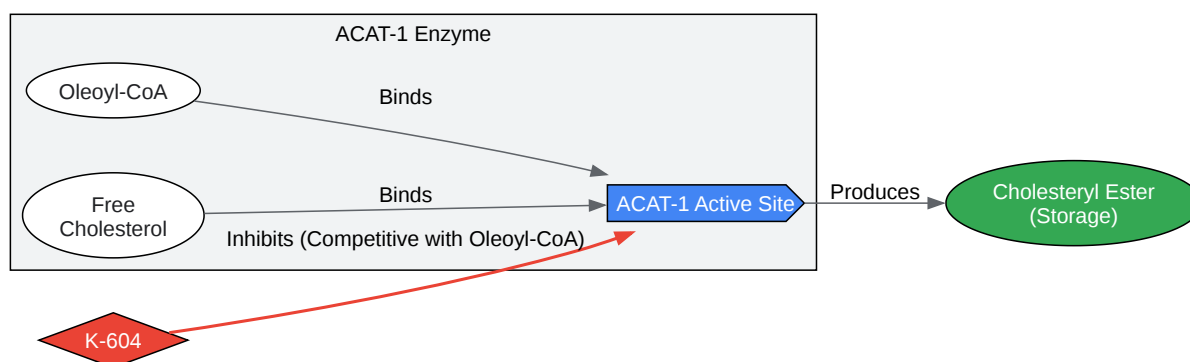 ACAT-1 Enzyme
Oleoyl-CoA
Binds
Free
Cholesterol
Binds
Inhibits (Competitive with Oleoyl-CoA)
ACAT-1 Active Site
Produces
Cholesteryl Ester
(Storage)
K-604